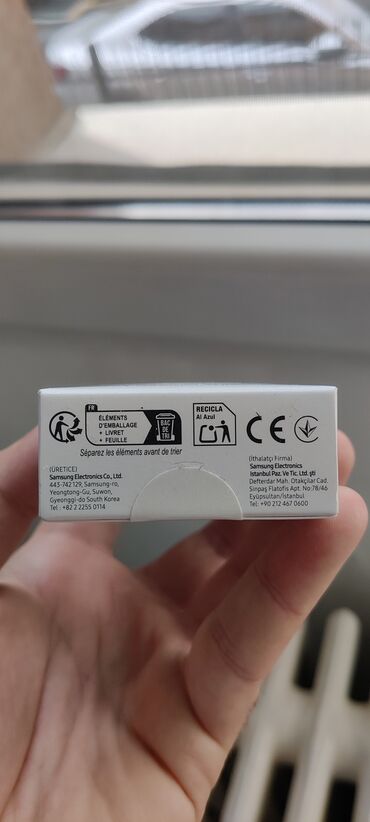 FR
ÉLÉMENTS
D'EMBALLAGE
+ LIVRET
+ FEUILLE
BAC
DE
TRI
Séparez les éléments avant de trier
RECICLA
Al Azul
CE
(ÜRETİCE)
Samsung Electronics Co., Ltd.
443-742 129, Samsung-ro,
Yeongtong-Gu, Suwon,
Gyeonggi-do South Korea
Tel : +82 2 2255 0114
(İthalatçı Firma)
Samsung Electronics
Istanbul Paz. Ve Tic. Ltd. şti
Defterdar Mah. Otakçılar Cad.
Sinpaş Flatofis Apt. No:78/46
Eyüpsultan/İstanbul
Tel: +90 212 467 0600